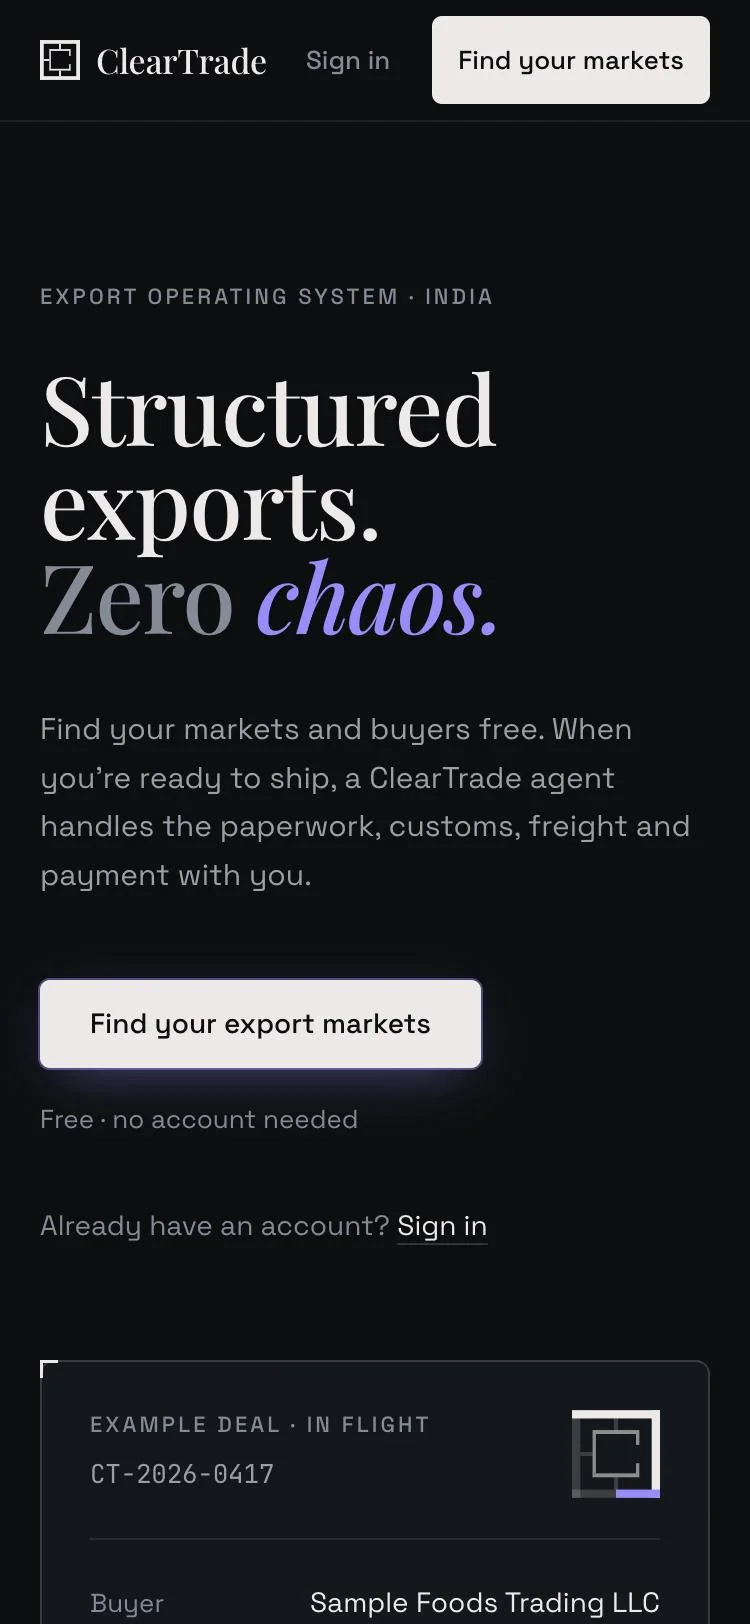 ClearTrade Sign in Find your markets
EXPORT OPERATING SYSTEM · INDIA
Structured
exports.
Zero chaos.
Find your markets and buyers free. When
you’re ready to ship, a ClearTrade agent
handles the paperwork, customs, freight and
payment with you.
Find your export markets
Free · no account needed
Already have an account? Sign in
EXAMPLE DEAL · IN FLIGHT
CT-2026-0417
Buyer Sample Foods Trading LLC